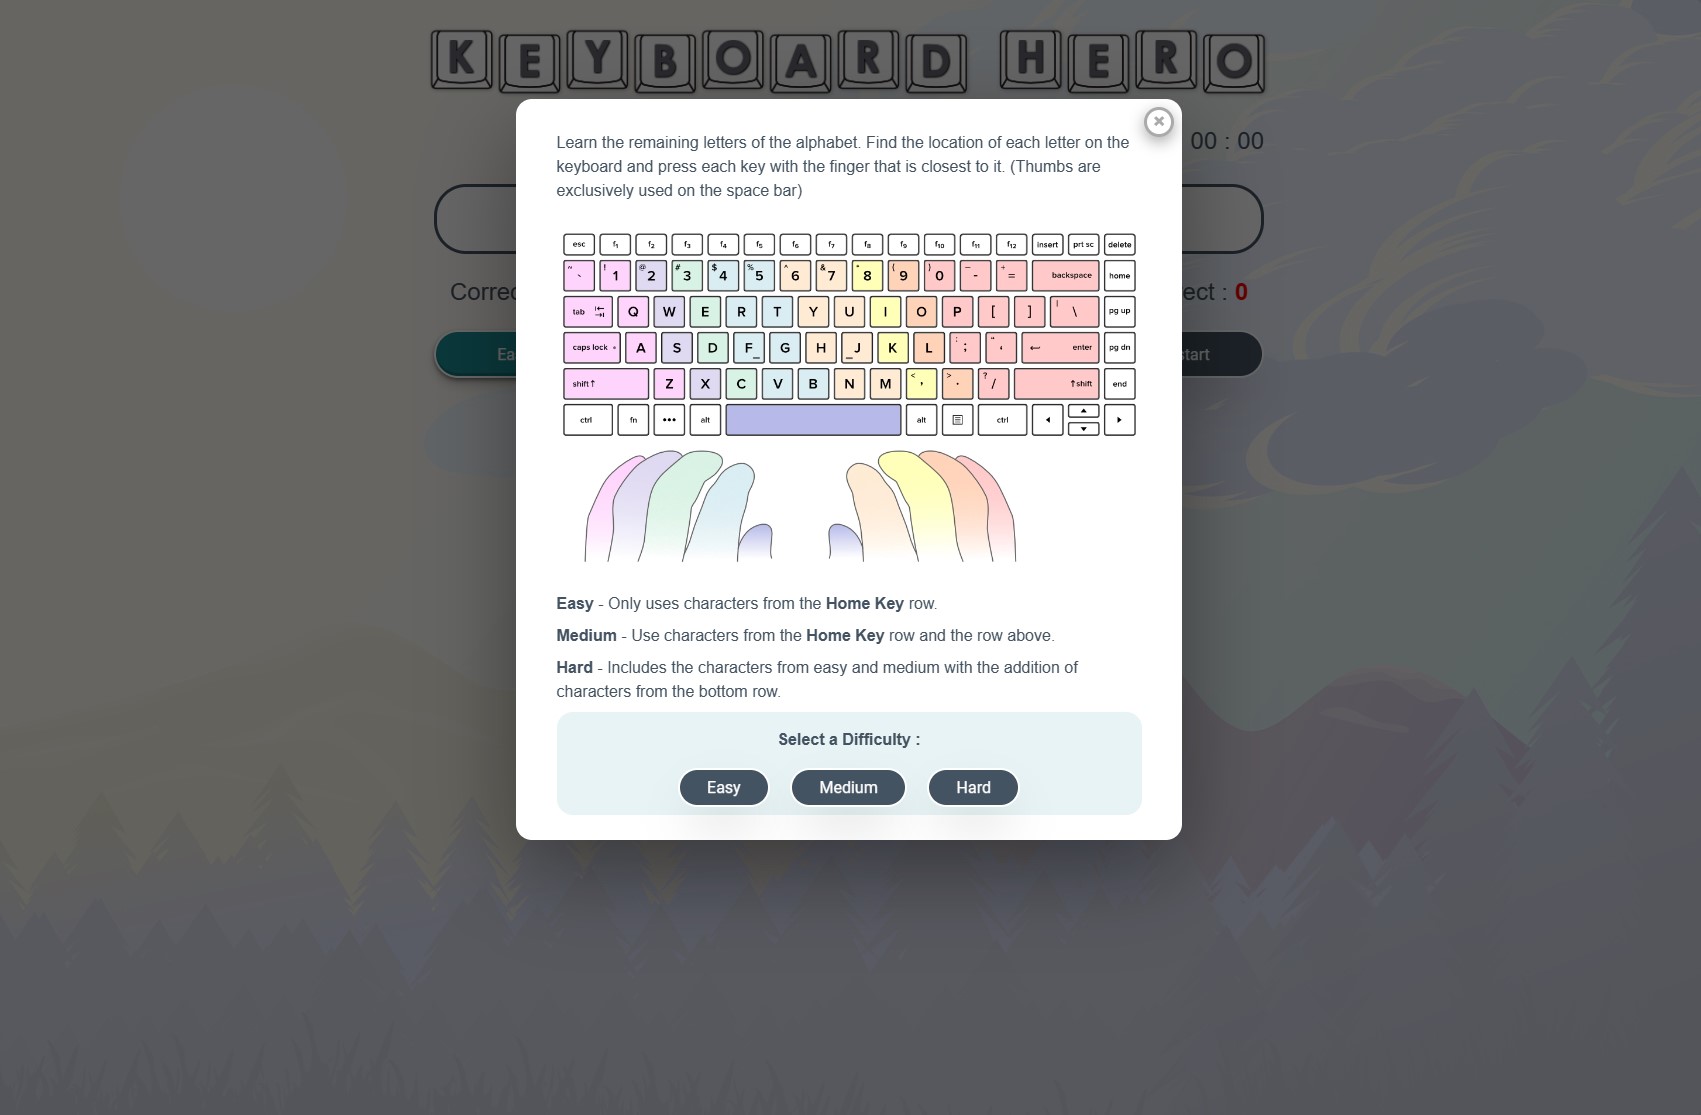 KEYBOARD HERO
Learn the remaining letters of the alphabet. Find the location of each letter on the
keyboard and press each key with the finger that is closest to it. (Thumbs are
exclusively used on the space bar)
00 : 00
esc f1 f2 f3 f4 f5 f6 f7 f8 f9 f10 f11 f12 insert prt sc delete
~ ` ! 1 @ 2 # 3 $ 4 % 5 ^ 6 & 7 * 8 ( 9 ) 0 _ - + = backspace home
tab Q W E R T Y U I O P [ ] | \ pg up
caps lock A S D F_ G H _J K L : ; " ' enter pg dn
shift ↑ Z X C V B N M < , > . ? / ↑ shift end
ctrl fn ••• alt alt ctrl
Easy - Only uses characters from the Home Key row.
Medium - Use characters from the Home Key row and the row above.
Hard - Includes the characters from easy and medium with the addition of
characters from the bottom row.
Select a Difficulty :
Easy Medium Hard
: 0